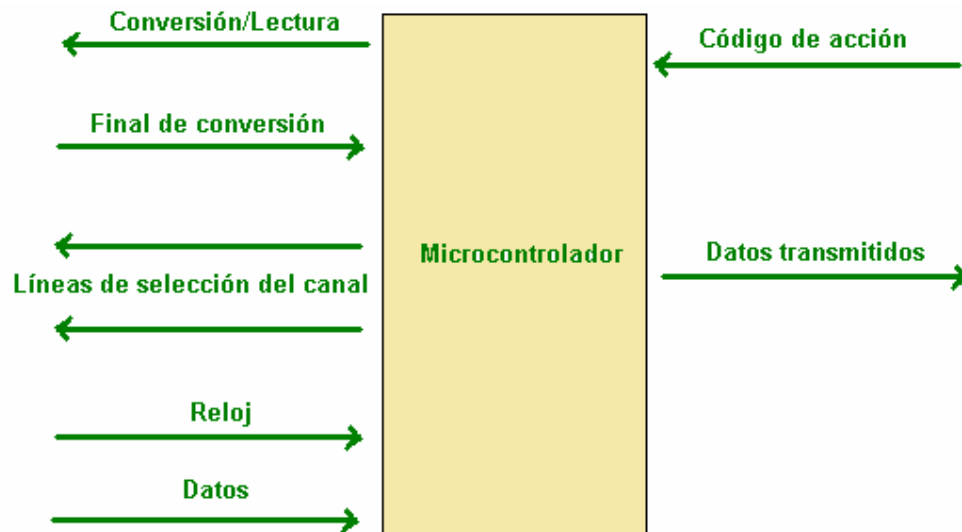 Conversión/Lectura
Código de acción
Final de conversión
Microcontrolador
Datos transmitidos
Líneas de selección del canal
Reloj
Datos